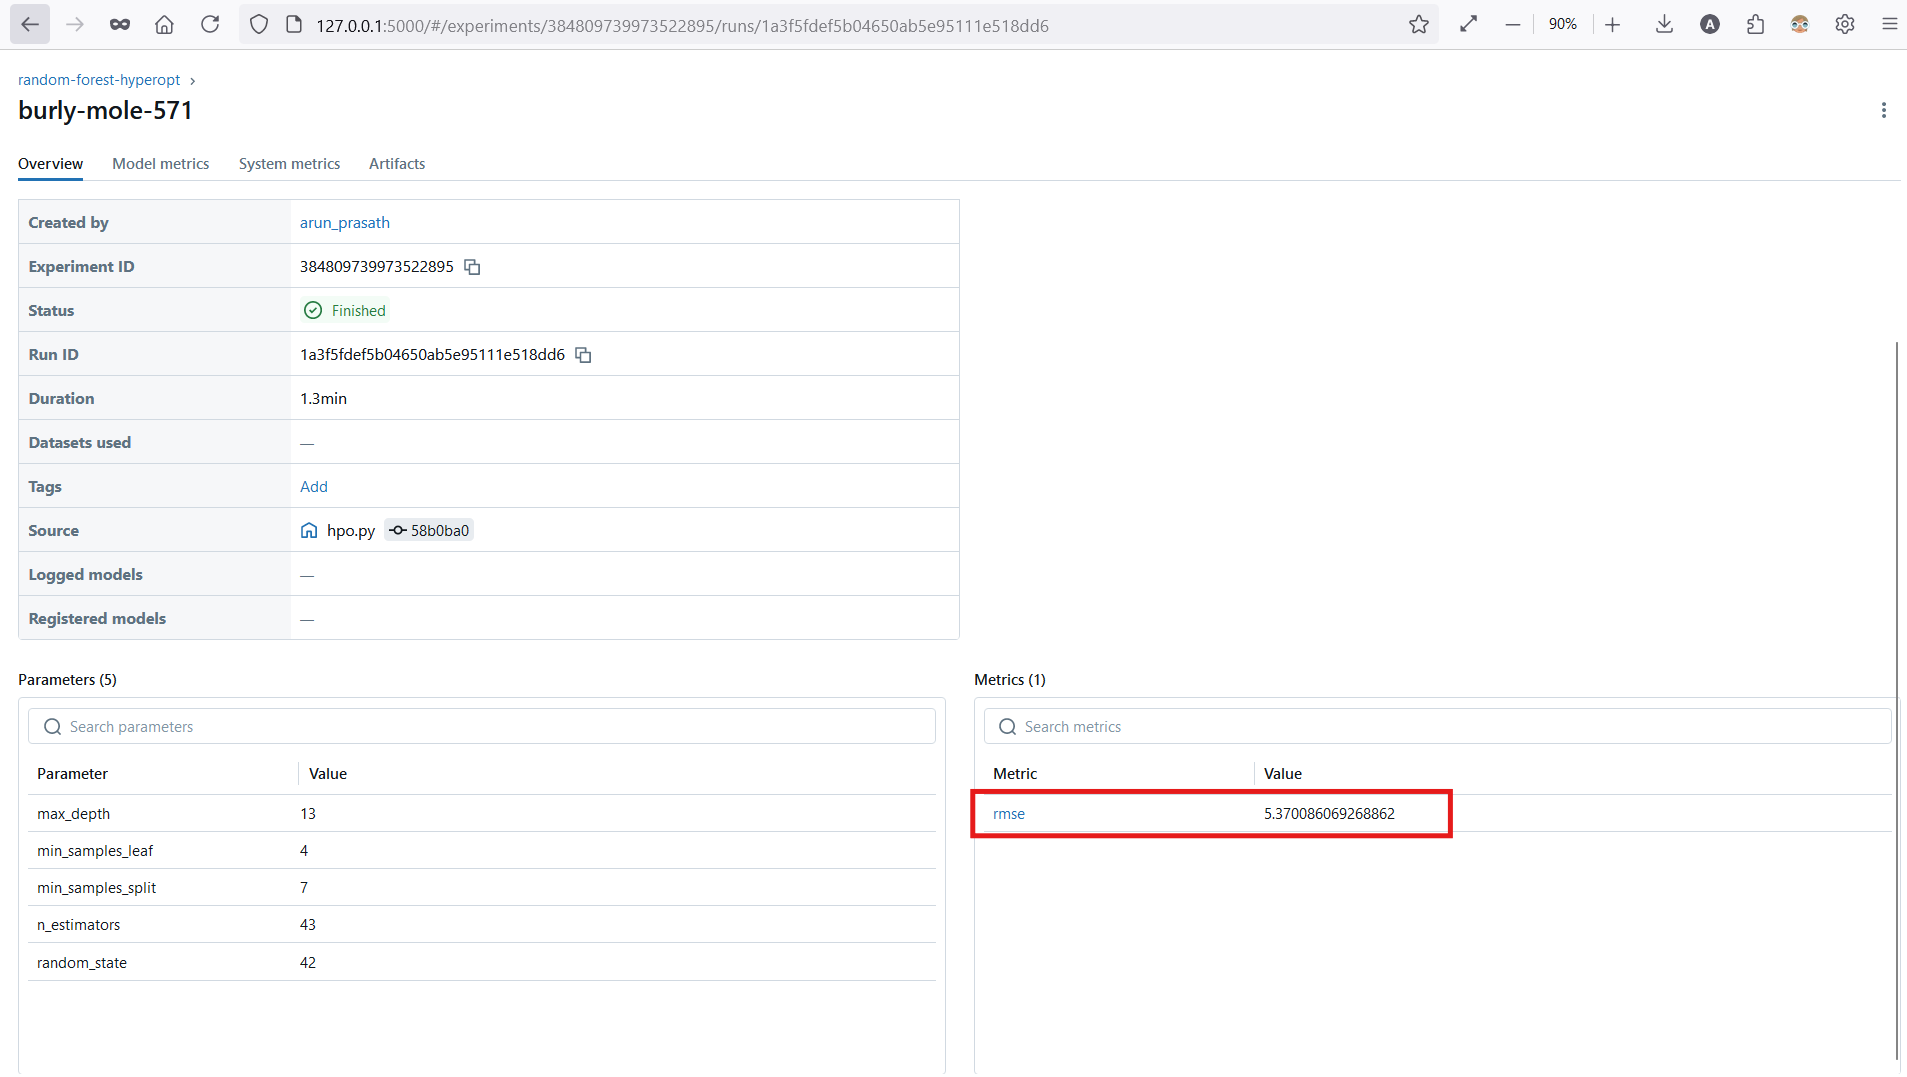 127.0.0.1:5000/#/experiments/384809739973522895/runs/1a3f5fdef5b04650ab5e95111e518dd6
90%
A
random-forest-hyperopt
burly-mole-571
Overview Model metrics System metrics Artifacts
Created by arun_prasath
Experiment ID 384809739973522895
Status Finished
Run ID 1a3f5fdef5b04650ab5e95111e518dd6
Duration 1.3min
Datasets used —
Tags Add
Source hpo.py 58b0ba0
Logged models —
Registered models —
Parameters (5)
Search parameters
Parameter Value
max_depth 13
min_samples_leaf 4
min_samples_split 7
n_estimators 43
random_state 42
Metrics (1)
Search metrics
Metric Value
rmse 5.370086069268862